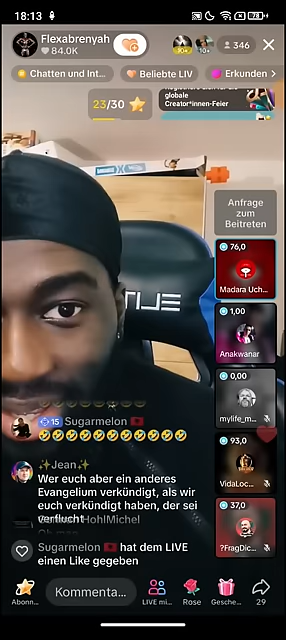 18:13
78
Flexabrenyah
84.0K
30+
10+
346
Chatten und Int...
Beliebte LIV
Erkunden
23/30
globale
Creator*innen-Feier
Anfrage
zum
Beitreten
76,0
Madara Uch...
1,00
Anakwanar
0,00
mylife_m...
93,0
VidaLoc...
37,0
?FragDic...
15 Sugarmelon
✨Jean✨
Wer euch aber ein anderes
Evangelium verkündigt, als wir
euch verkündigt haben, der sei
verflucht
HohlMichel
Sugarmelon hat dem LIVE
einen Like gegeben
Abonn...
Kommenta...
LIVE mi...
Rose
Gesche...
29